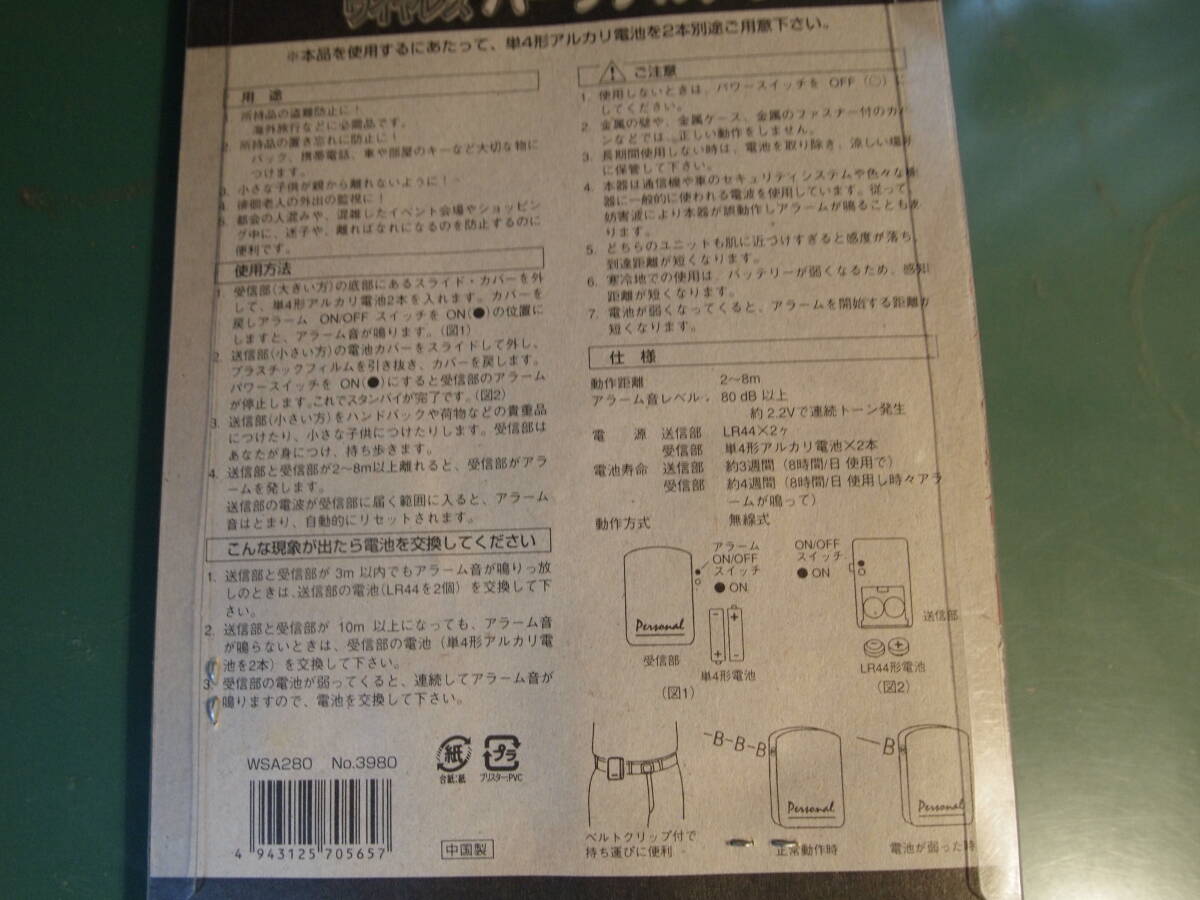 ワイヤレス パーソナルアラーム
※本品を使用するにあたって、単4形アルカリ電池を2本別途ご用意下さい。
用 途
1. 所持品の盗難防止に！
海外旅行などに必需品です。
2. 所持品の置き忘れに防止に！
バック、携帯電話、車や部屋のキーなど大切な物に
つけます。
3. 小さな子供が親から離れないように！
4. 徘徊老人の外出の監視に！
5. 都会の人混みや、混雑したイベント会場やショッピン
グ中に、迷子や、離ればなれになるのを防止するのに
便利です。
使用方法
1. 受信部(大きい方)の底部にあるスライド・カバーを外
して、単4形アルカリ電池2本を入れます。カバーを
戻しアラーム ON/OFF スイッチを ON(●)の位置に
しますと、アラーム音が鳴ります。(図1)
2. 送信部(小さい方)の電池カバーをスライドして外し、
プラスチックフィルムを引き抜き、カバーを戻します。
パワースイッチを ON(●)にすると受信部のアラーム
が停止します。これでスタンバイが完了です。(図2)
3. 送信部(小さい方)をハンドバックや荷物などの貴重品
につけたり、小さな子供につけたりします。受信部は
あなたが身につけ、持ち歩きます。
4. 送信部と受信部が2〜8m以上離れると、受信部がアラ
ームを発します。
送信部の電波が受信部に届く範囲に入ると、アラーム
音はとまり、自動的にリセットされます。
こんな現象が出たら電池を交換してください
1. 送信部と受信部が 3m 以内でもアラーム音が鳴りっ放
しのときは、送信部の電池(LR44を2個) を交換して下
さい。
2. 送信部と受信部が 10m 以上になっても、アラーム音
が鳴らないときは、受信部の電池 (単4形アルカリ電
池を2本) を交換して下さい。
3. 受信部の電池が弱ってくると、連続してアラーム音が
鳴りますので、電池を交換して下さい。
WSA280 No.3980
4 943125 705657
紙
台紙:紙
プラ
ブリスター:PVC
中国製
ご注意
1. 使用しないときは、パワースイッチを OFF (○) に
してください。
2. 金属の壁や、金属ケース、金属のファスナー付のカバ
ンなどでは、正しい動作をしません。
3. 長期間使用しない時は、電池を取り除き、涼しい場所
に保管して下さい。
4. 本器は通信機や車のセキュリティシステムや色々な機
器に一般的に使われる電波を使用しています。従って、
妨害波により本器が誤動作しアラームが鳴ることもあ
ります。
5. どちらのユニットも肌に近づけすぎると感度が落ち、
到達距離が短くなります。
6. 寒冷地での使用は、バッテリーが弱くなるため、感知
距離が短くなります。
7. 電池が弱くなってくると、アラームを開始する距離が
短くなります。
仕 様
動作距離 2〜8m
アラーム音レベル・ 80 dB 以上
約 2.2Vで連続トーン発生
電 源 送信部 LR44×2ヶ
受信部 単4形アルカリ電池×2本
電池寿命 送信部 約3週間 (8時間/日 使用で)
受信部 約4週間 (8時間/日 使用し時々アラ
ームが鳴って)
動作方式 無線式
アラーム
ON/OFF
スイッチ
● ON
Personal
受信部
単4形電池
(図1)
ON/OFF
スイッチ
● ON
送信部
LR44形電池
(図2)
ベルトクリップ付で
持ち運びに便利
-B-B-B
Personal
正常動作時
B
Personal
電池が弱った時